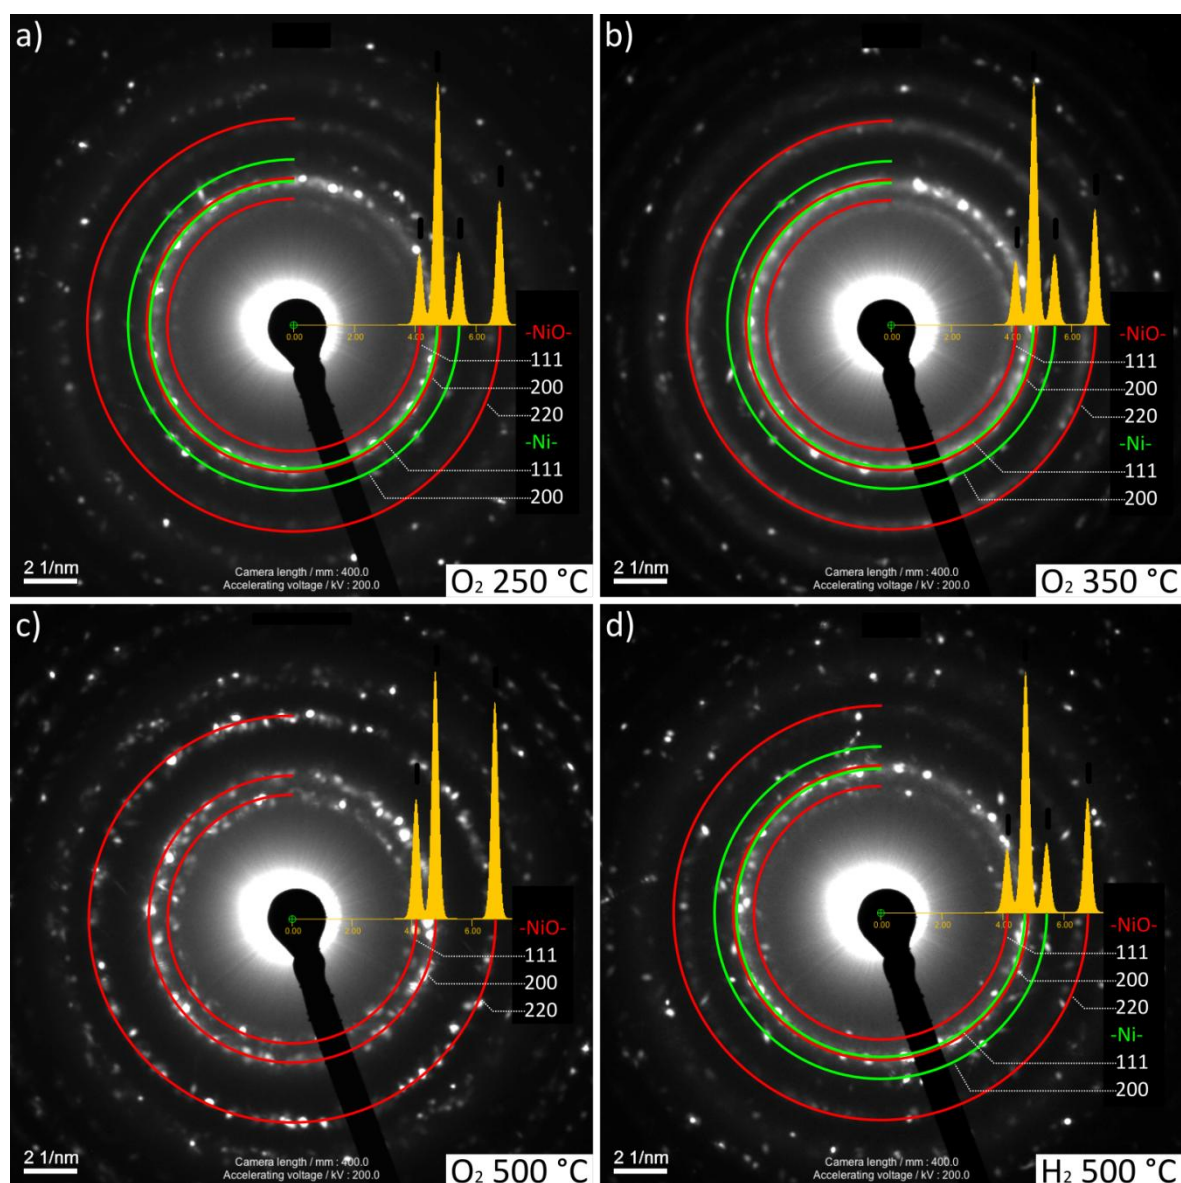 a)
0.00 2.00 4.00 6.00
-NiO-
111
200
220
-Ni-
111
200
2 1/nm
Camera length / mm : 400.0
Accelerating voltage / kV : 200.0
O₂ 250 °C
b)
0.00 2.00 4.00 6.00
-NiO-
111
200
220
-Ni-
111
200
2 1/nm
Camera length / mm : 400.0
Accelerating voltage / kV : 200.0
O₂ 350 °C
c)
0.00 2.00 4.00 6.00
-NiO-
111
200
220
2 1/nm
Camera length / mm : 400.0
Accelerating voltage / kV : 200.0
O₂ 500 °C
d)
0.00 2.00 4.00 6.00
-NiO-
111
200
220
-Ni-
111
200
2 1/nm
Camera length / mm : 400.0
Accelerating voltage / kV : 200.0
H₂ 500 °C